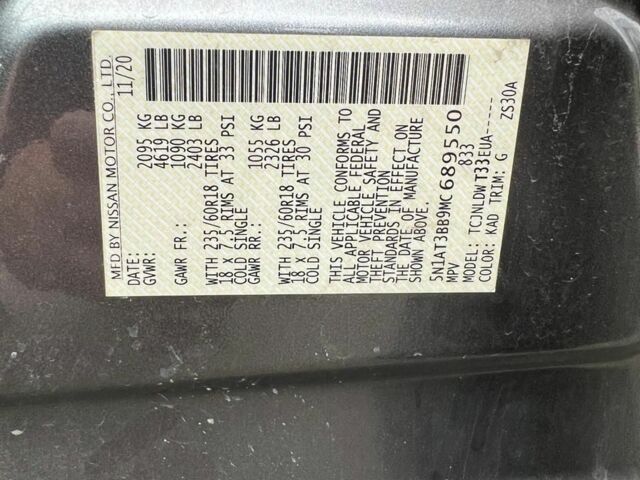 MFD BY NISSAN MOTOR CO., LTD.
DATE: 11/20
GVWR: 2095 KG
4619 LB
GAWR FR.: 1090 KG
2403 LB
WITH 235/60R18 TIRES
18 X 7.5 RIMS AT 33 PSI
COLD SINGLE
GAWR RR.: 1055 KG
2326 LB
WITH 235/60R18 TIRES
18 X 7.5 RIMS AT 30 PSI
COLD SINGLE
THIS VEHICLE CONFORMS TO
ALL APPLICABLE FEDERAL
MOTOR VEHICLE SAFETY AND
THEFT PREVENTION
STANDARDS IN EFFECT ON
THE DATE OF MANUFACTURE
SHOWN ABOVE.
5N1AT3BB9MC689550
MPV 833
MODEL: TCJNLDWT33EUA-----
COLOR: KAD TRIM: G ZS30A